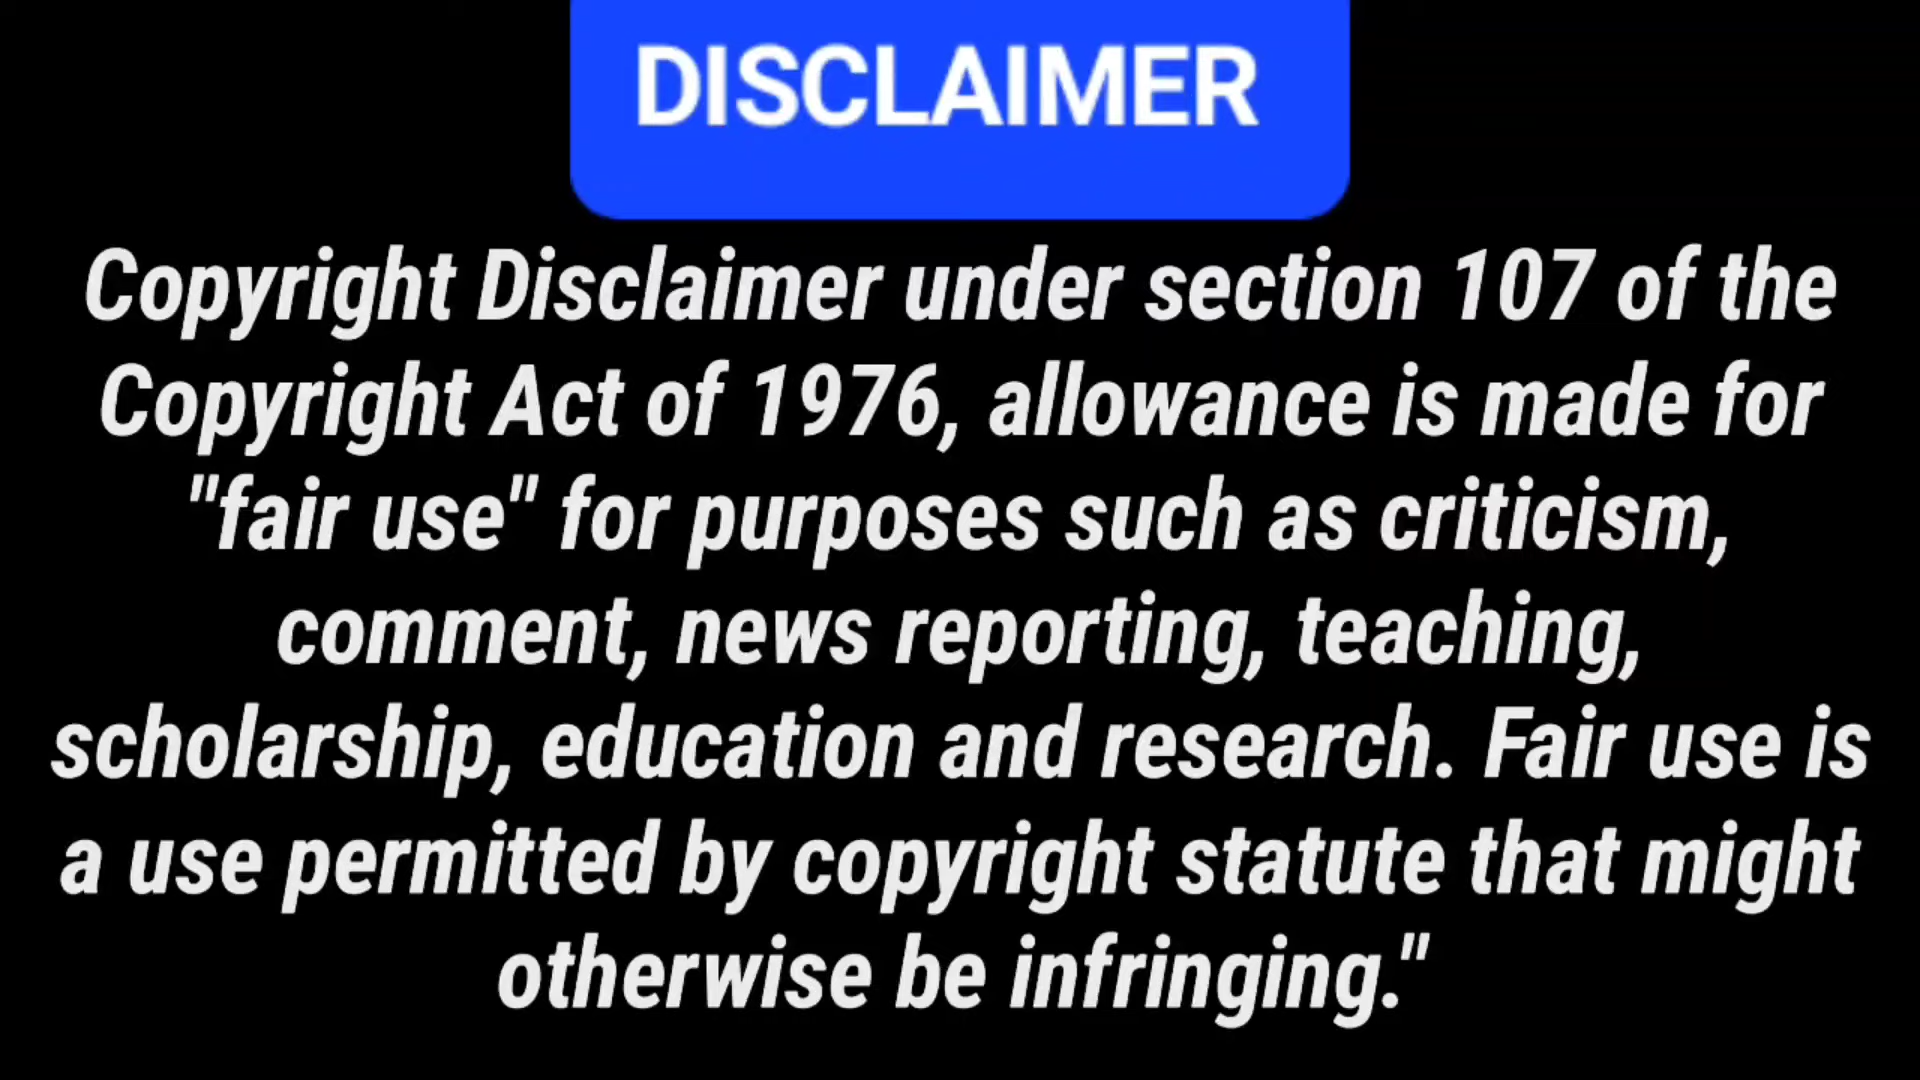 DISCLAIMER
Copyright Disclaimer under section 107 of the
Copyright Act of 1976, allowance is made for
"fair use" for purposes such as criticism,
comment, news reporting, teaching,
scholarship, education and research. Fair use is
a use permitted by copyright statute that might
otherwise be infringing."